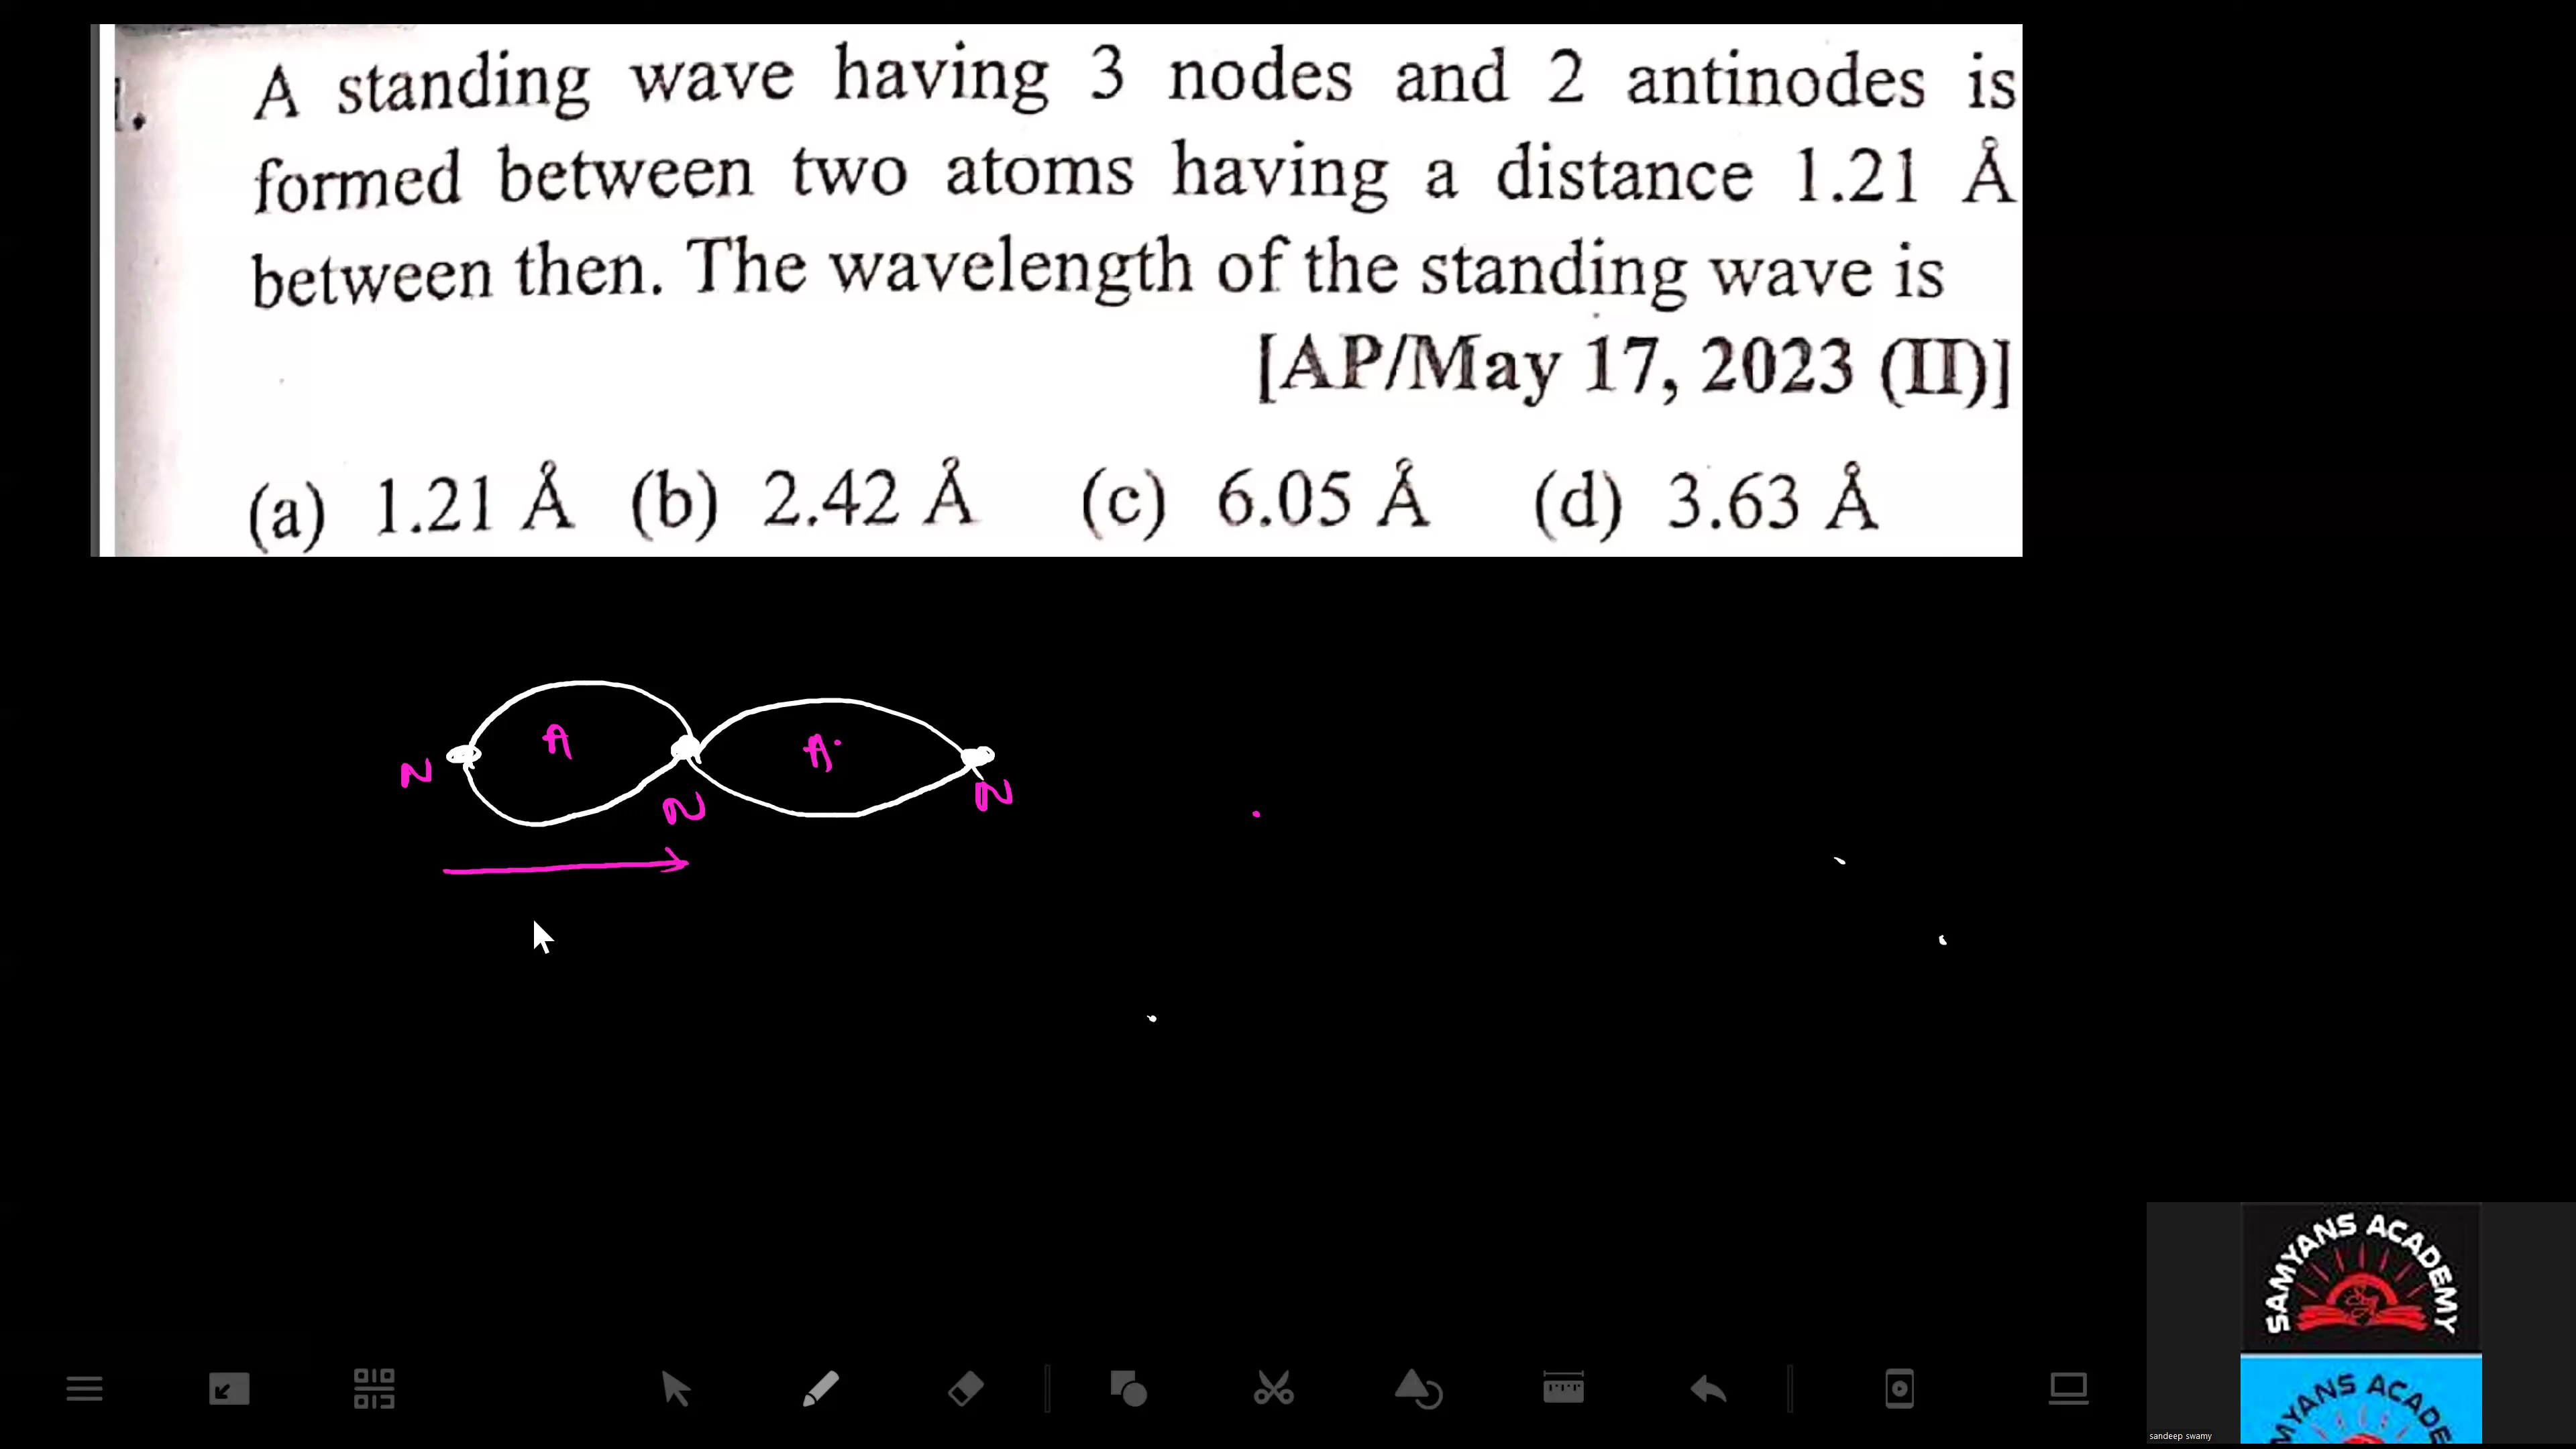 1. A standing wave having 3 nodes and 2 antinodes is
formed between two atoms having a distance 1.21 Å
between then. The wavelength of the standing wave is
[AP/May 17, 2023 (II)]
(a) 1.21 Å (b) 2.42 Å (c) 6.05 Å (d) 3.63 Å
A
A
N
N
N
SAMYANS ACADEMY
sandeep swamy